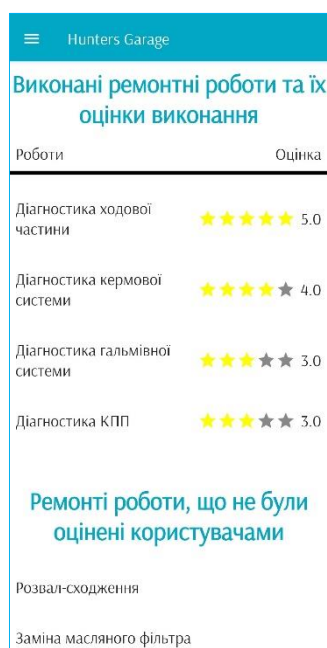 Hunters Garage
Виконані ремонтні роботи та їх
оцінки виконання
Роботи Оцінка
Діагностика ходової
частини
5.0
Діагностика кермової
системи
4.0
Діагностика гальмівної
системи
3.0
Діагностика КПП 3.0
Ремонті роботи, що не були
оцінені користувачами
Розвал-сходження
Заміна масляного фільтра